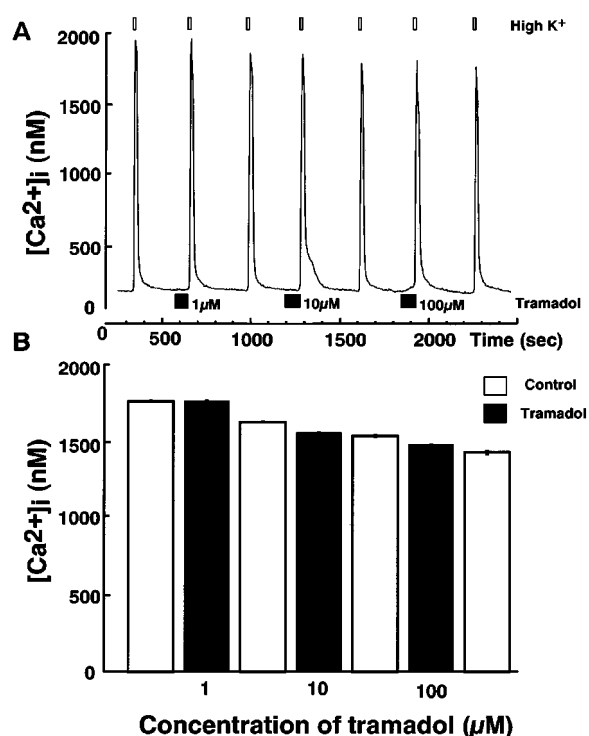 A
High K+
2000
1500
1000
500
0
[Ca2+]i (nM)
1µM
10µM
100µM
Tramadol
0
500
1000
1500
2000
Time (sec)
B
2000
1500
1000
500
0
[Ca2+]i (nM)
Control
Tramadol
1
10
100
Concentration of tramadol (µM)